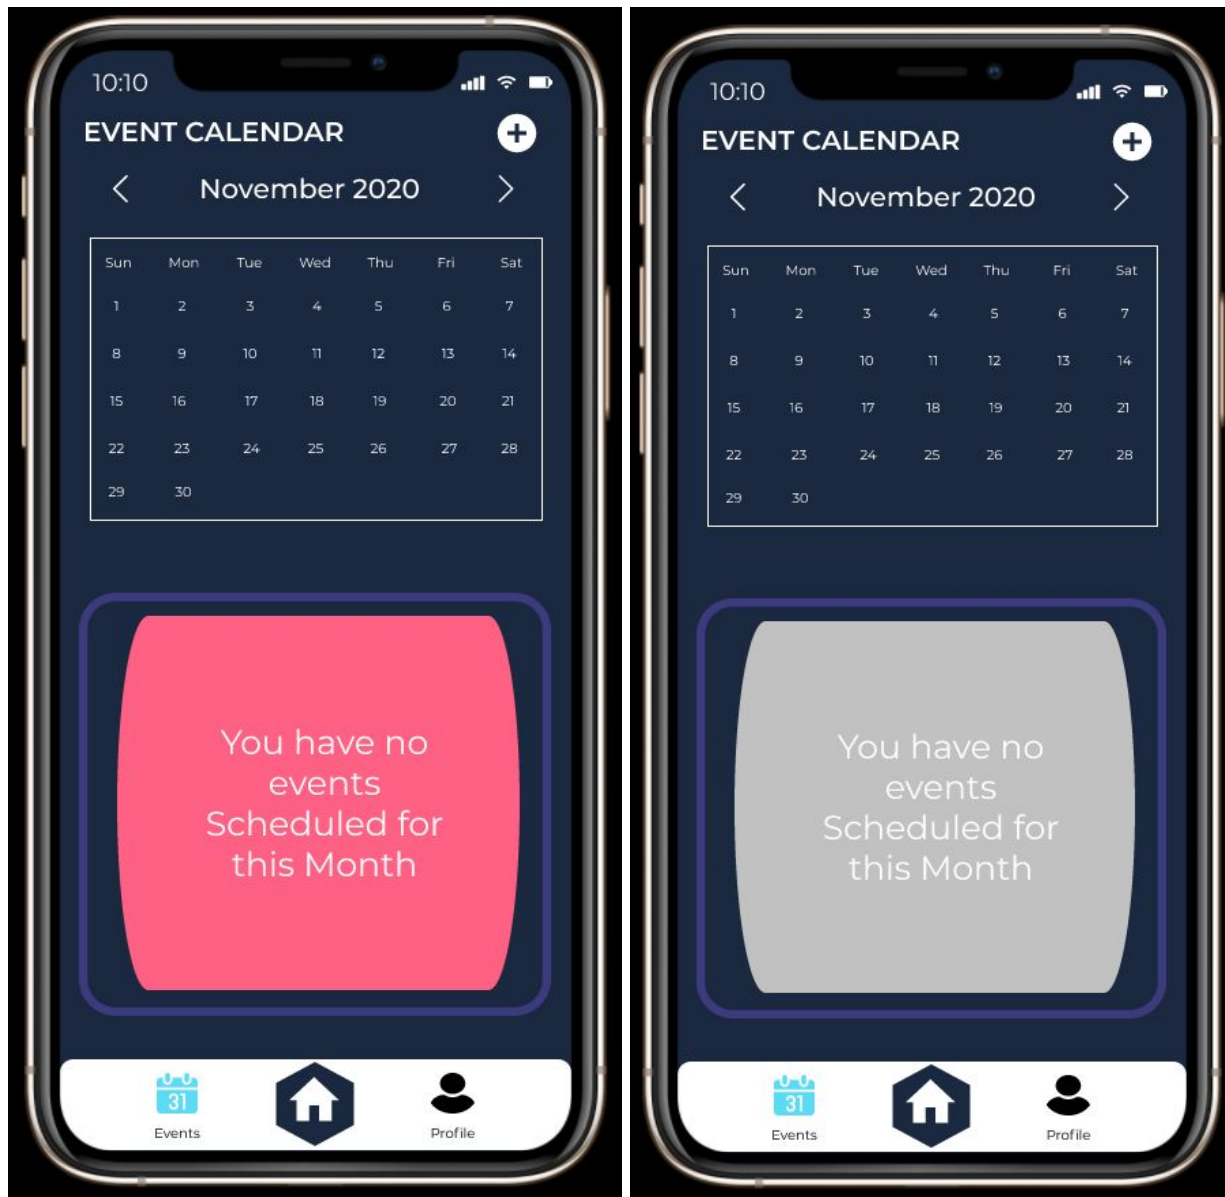 10:10
EVENT CALENDAR
November 2020
Sun Mon Tue Wed Thu Fri Sat
1 2 3 4 5 6 7
8 9 10 11 12 13 14
15 16 17 18 19 20 21
22 23 24 25 26 27 28
29 30
You have no
events
Scheduled for
this Month
31
Events
Profile
10:10
EVENT CALENDAR
November 2020
Sun Mon Tue Wed Thu Fri Sat
1 2 3 4 5 6 7
8 9 10 11 12 13 14
15 16 17 18 19 20 21
22 23 24 25 26 27 28
29 30
You have no
events
Scheduled for
this Month
31
Events
Profile